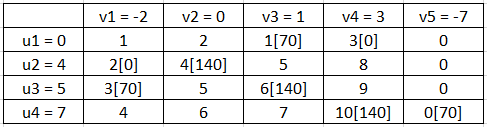 v1 = -2 v2 = 0 v3 = 1 v4 = 3 v5 = -7
u1 = 0 1 2 1[70] 3[0] 0
u2 = 4 2[0] 4[140] 5 8 0
u3 = 5 3[70] 5 6[140] 9 0
u4 = 7 4 6 7 10[140] 0[70]